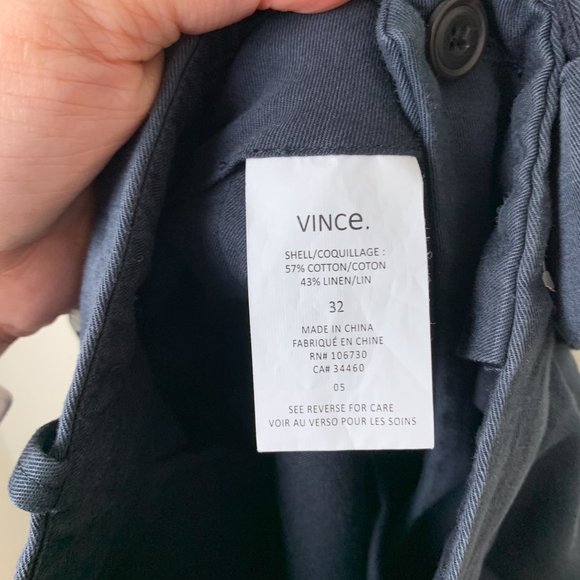 VINCE.
SHELL/COQUILLAGE :
57% COTTON/COTON
43% LINEN/LIN
32
MADE IN CHINA
FABRIQUÉ EN CHINE
RN# 106730
CA# 34460
05
SEE REVERSE FOR CARE
VOIR AU VERSO POUR LES SOINS